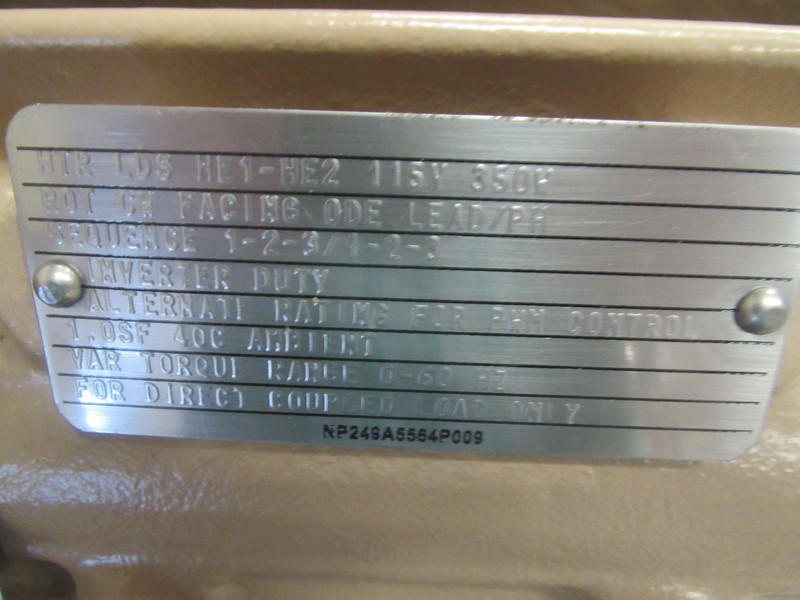 HTR LDS HE1-HE2 115V 350W
ROT CW FACING ODE LEAD/PH
SEQUENCE 1-2-3/1-2-3
INVERTER DUTY
ALTERNATE RATING FOR PWM CONTROL
1.0SF 40C AMBIENT
VAR TORQUE RANGE 0-60 HZ
FOR DIRECT COUPLED LOAD ONLY
NP249A5564P009